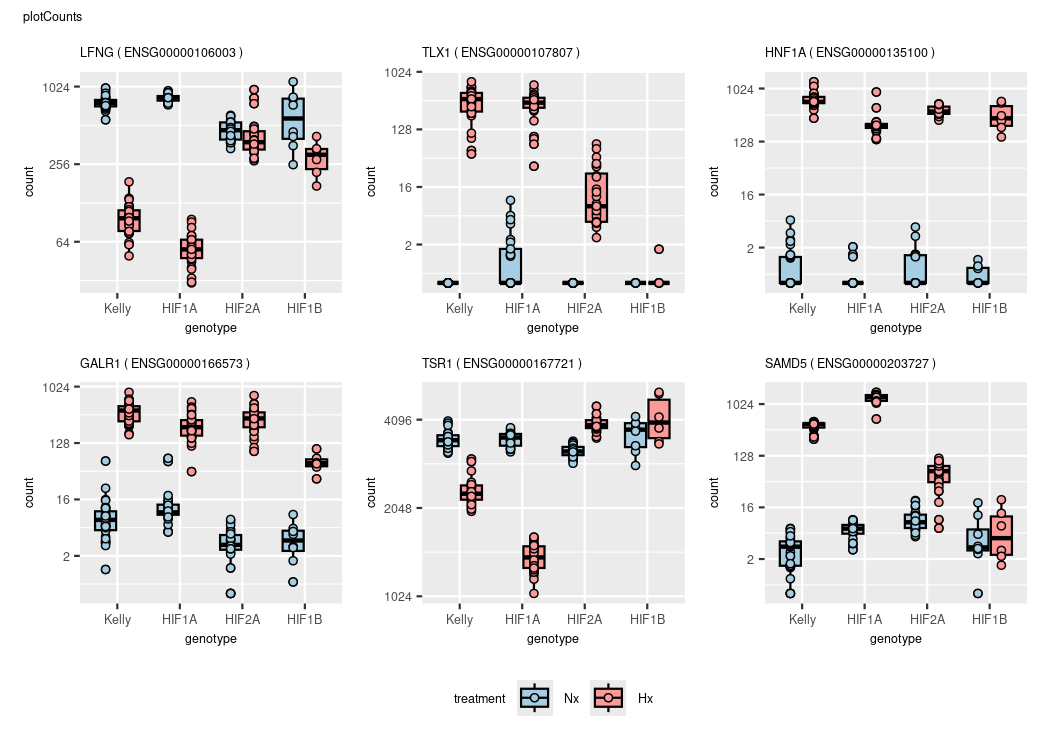 plotCounts
LFNG ( ENSG00000106003 )
1024
256
64
count
Kelly HIF1A HIF2A HIF1B
genotype
TLX1 ( ENSG00000107807 )
1024
128
16
2
count
Kelly HIF1A HIF2A HIF1B
genotype
HNF1A ( ENSG00000135100 )
1024
128
16
2
count
Kelly HIF1A HIF2A HIF1B
genotype
GALR1 ( ENSG00000166573 )
1024
128
16
2
count
Kelly HIF1A HIF2A HIF1B
genotype
TSR1 ( ENSG00000167721 )
4096
2048
1024
count
Kelly HIF1A HIF2A HIF1B
genotype
SAMD5 ( ENSG00000203727 )
1024
128
16
2
count
Kelly HIF1A HIF2A HIF1B
genotype
treatment Nx Hx